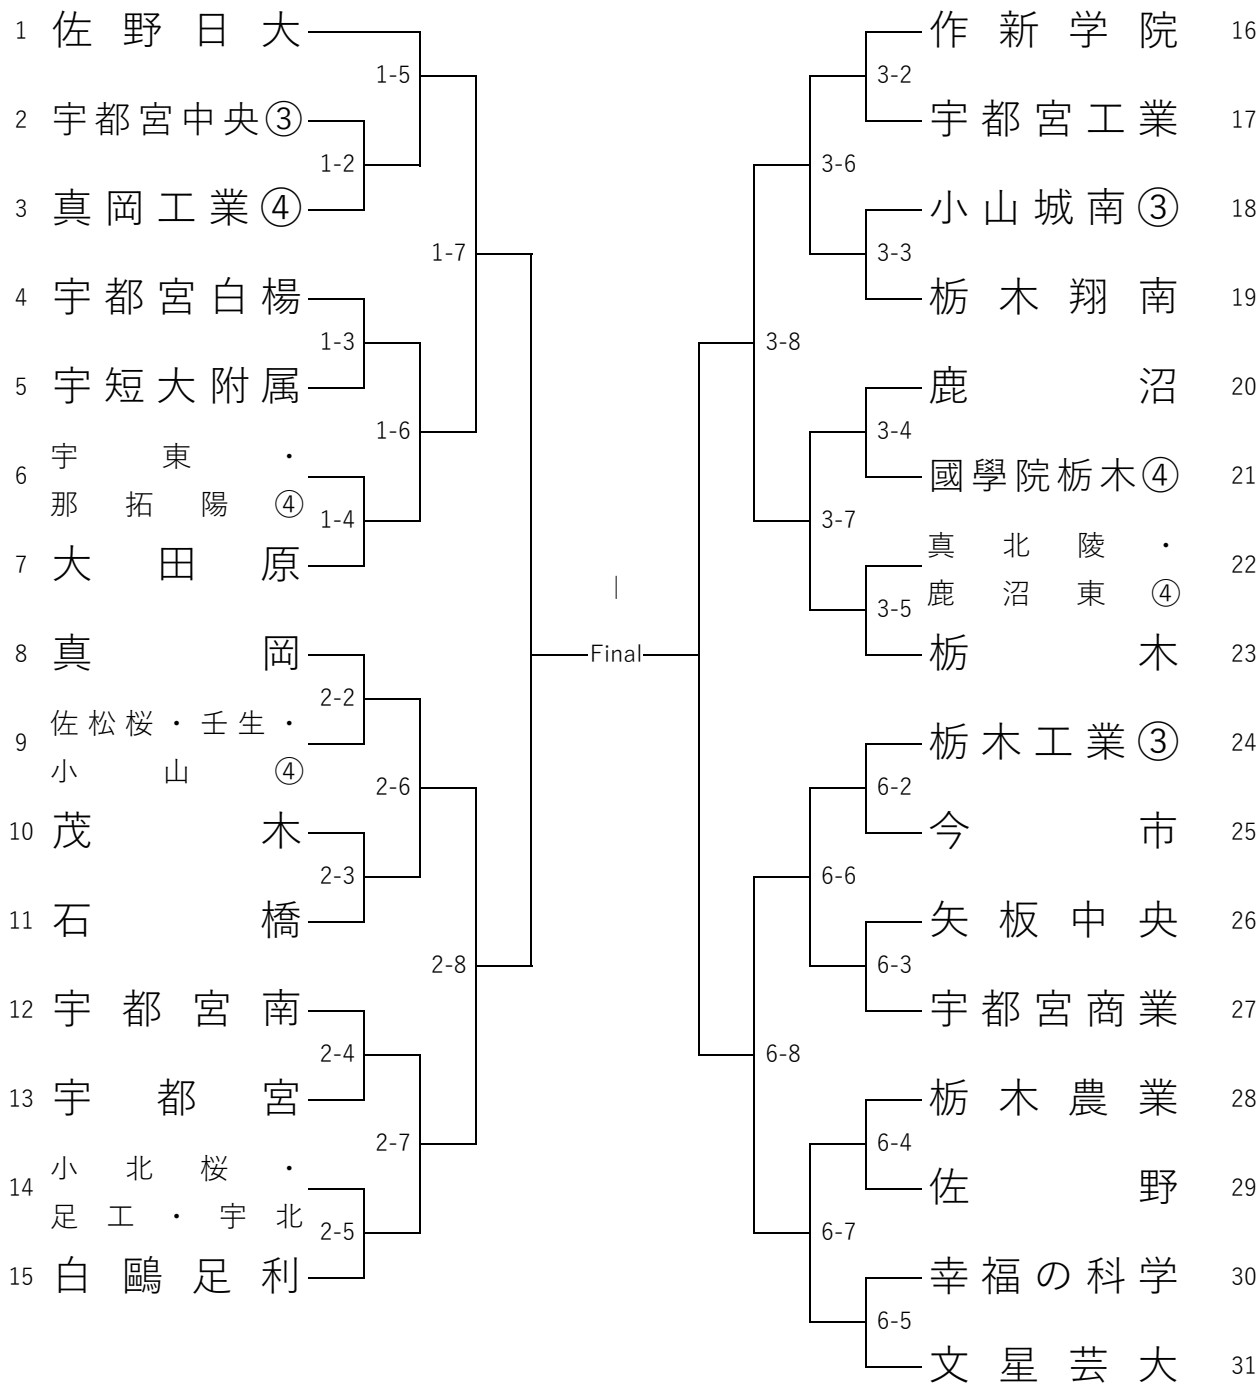 1 佐野日大
1-5
2 宇都宮中央③
1-2
3 真岡工業④
1-7
4 宇都宮白楊
1-3
5 宇短大附属
1-6
6 宇東・
那拓陽④
1-4
7 大田原
8 真岡
2-2
9 佐松桜・壬生・
小山④
2-6
10 茂木
2-3
11 石橋
2-8
12 宇都宮南
2-4
13 宇都宮
2-7
14 小北桜・
足工・宇北
2-5
15 白鷗足利
|
Final
作新学院 16
3-2
宇都宮工業 17
3-6
小山城南③ 18
3-3
栃木翔南 19
3-8
鹿沼 20
3-4
國學院栃木④ 21
3-7
真北陵・ 22
鹿沼東④
3-5
栃木 23
栃木工業③ 24
6-2
今市 25
6-6
矢板中央 26
6-3
宇都宮商業 27
6-8
栃木農業 28
6-4
佐野 29
6-7
幸福の科学 30
6-5
文星芸大 31